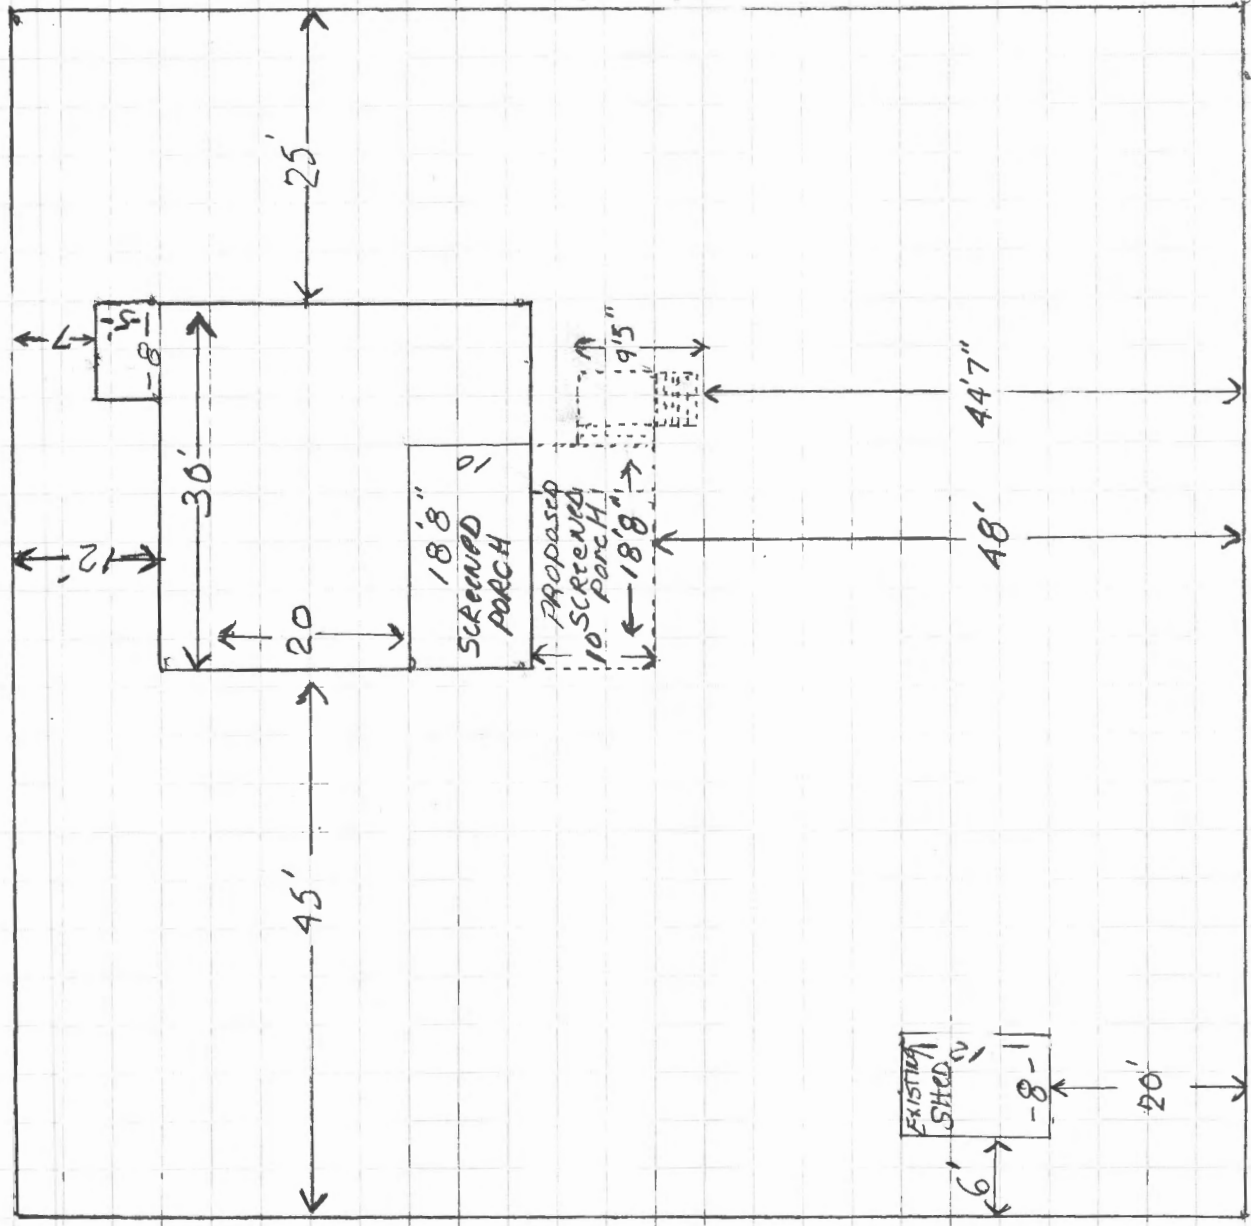 25'
7
5'
-8-
9'5"
44'7"
30'
10
18'8"
SCREENED
PORCH
PROPOSED
SCREENED
PORCH
10
18'8"
48'
12'
20
45'
EXISTING
SHED
12
-8-
20'
6'